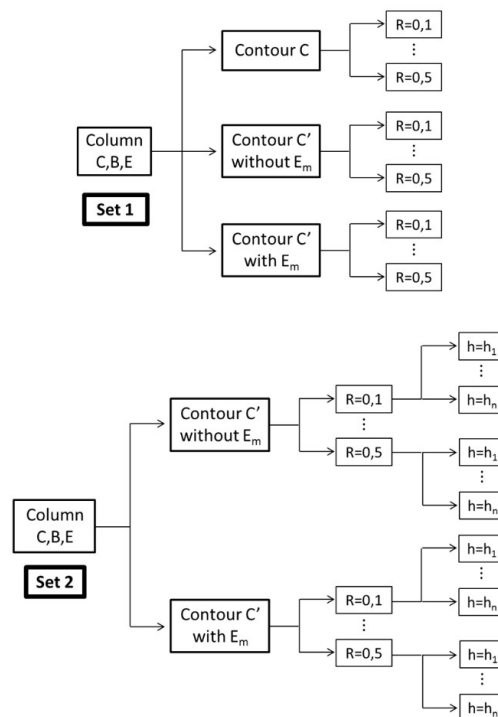 R=0,1
⋮
R=0,5
Contour C
Column
C,B,E
Set 1
Contour C'
without Eₘ
R=0,1
⋮
R=0,5
Contour C'
with Eₘ
R=0,1
⋮
R=0,5
Column
C,B,E
Set 2
Contour C'
without Eₘ
R=0,1
⋮
R=0,5
h=h₁
⋮
h=hₙ
h=h₁
⋮
h=hₙ
Contour C'
with Eₘ
R=0,1
⋮
R=0,5
h=h₁
⋮
h=hₙ
h=h₁
⋮
h=hₙ